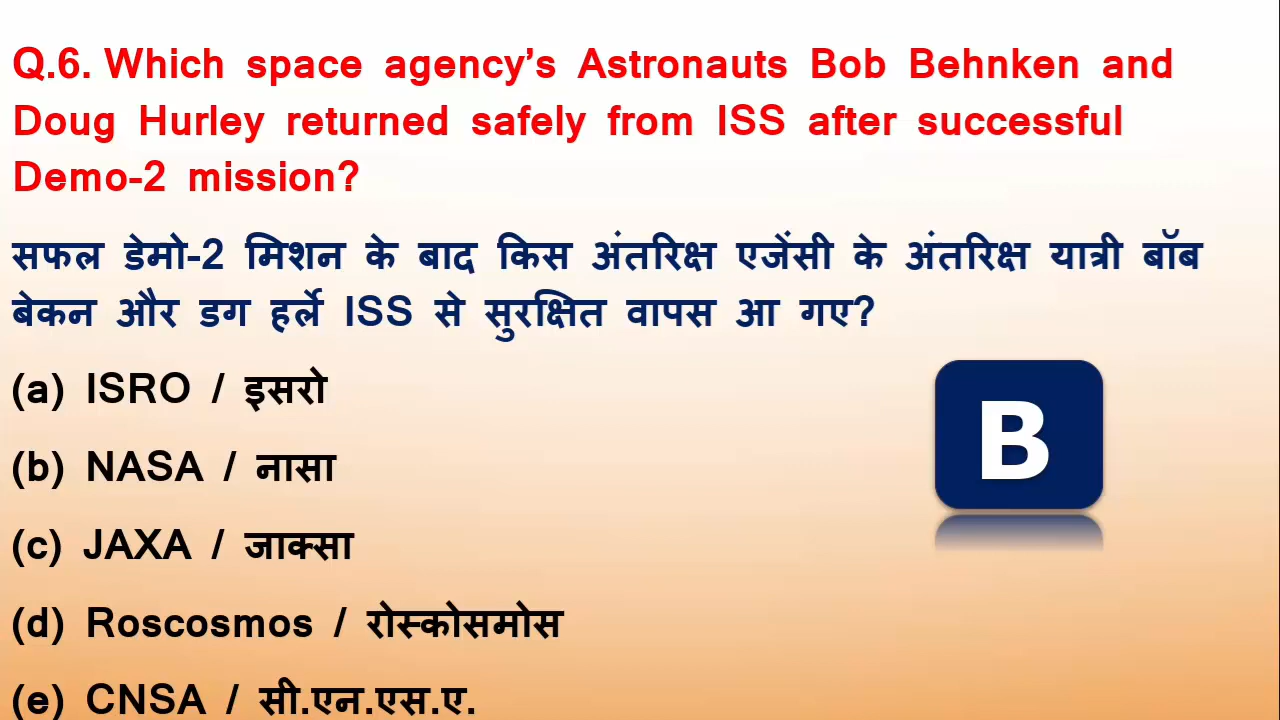 Q.6. Which space agency’s Astronauts Bob Behnken and
Doug Hurley returned safely from ISS after successful
Demo-2 mission?
सफल डेमो-2 मिशन के बाद किस अंतरिक्ष एजेंसी के अंतरिक्ष यात्री बॉब
बेकन और डग हर्ले ISS से सुरक्षित वापस आ गए?
(a) ISRO / इसरो
(b) NASA / नासा
B
(c) JAXA / जाक्सा
(d) Roscosmos / रोस्कोसमोस
(e) CNSA / सी.एन.एस.ए.